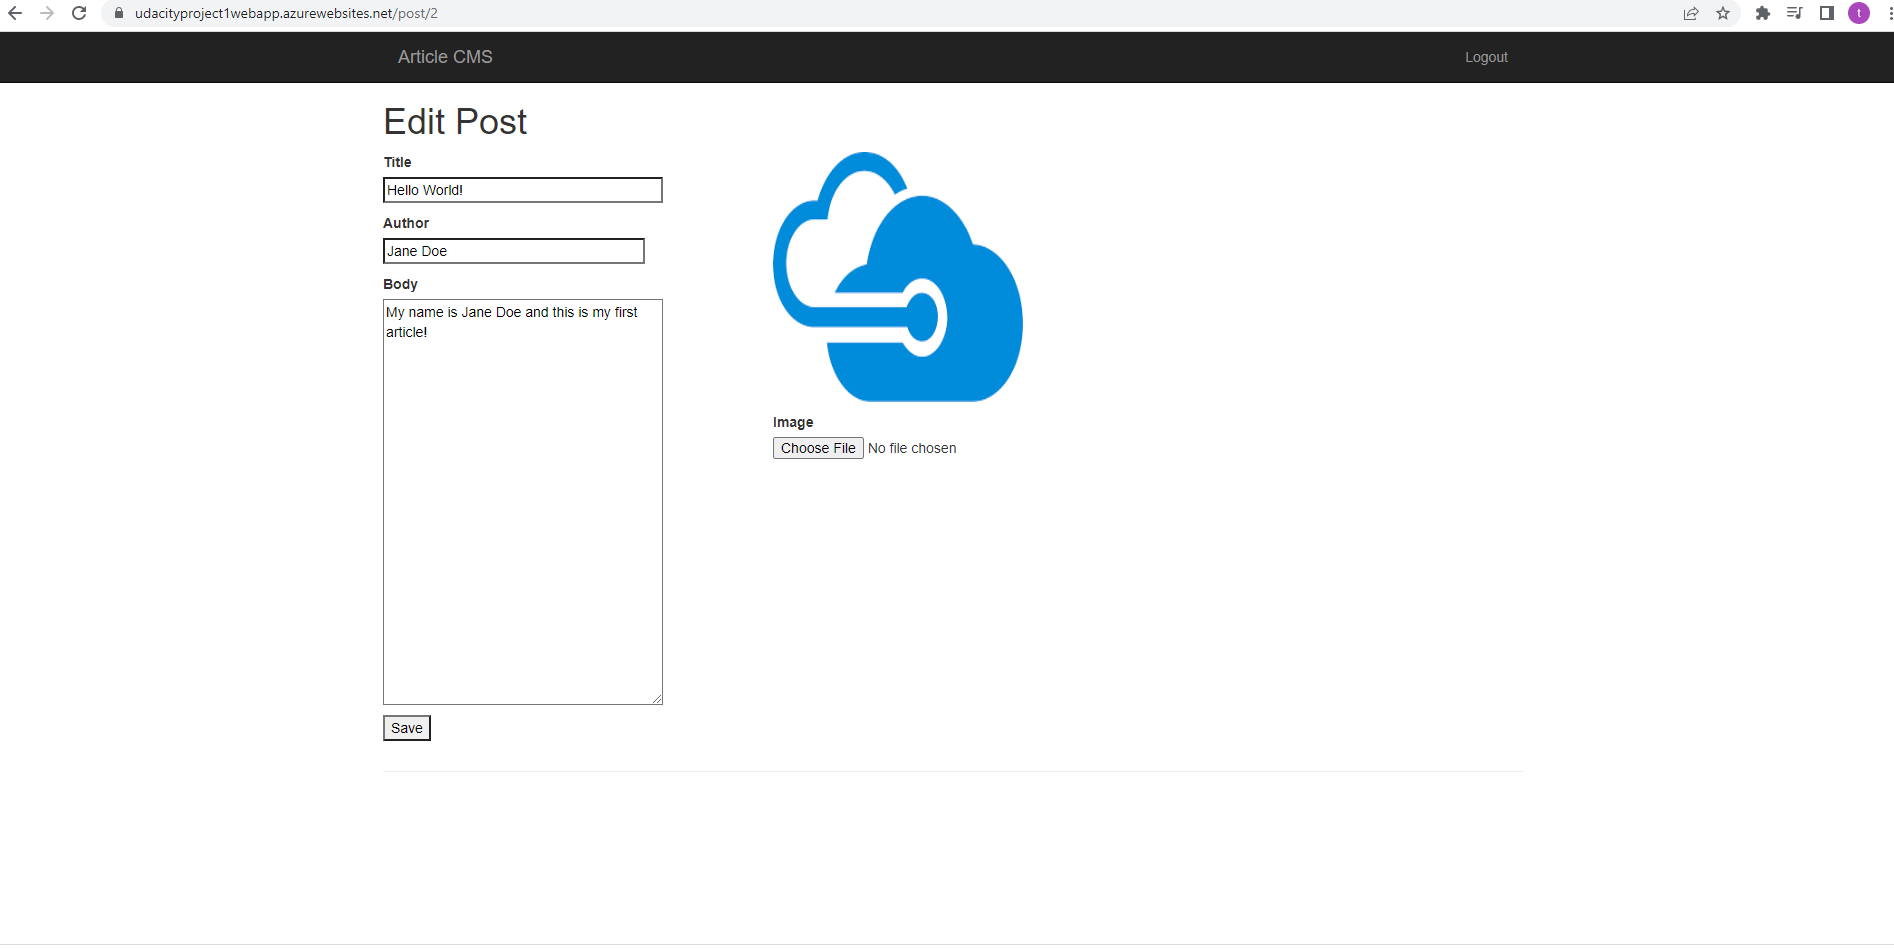 udacityproject1webapp.azurewebsites.net/post/2
t
Article CMS
Logout
Edit Post
Title
Hello World!
Author
Jane Doe
Body
My name is Jane Doe and this is my first
article!
Image
Choose File No file chosen
Save